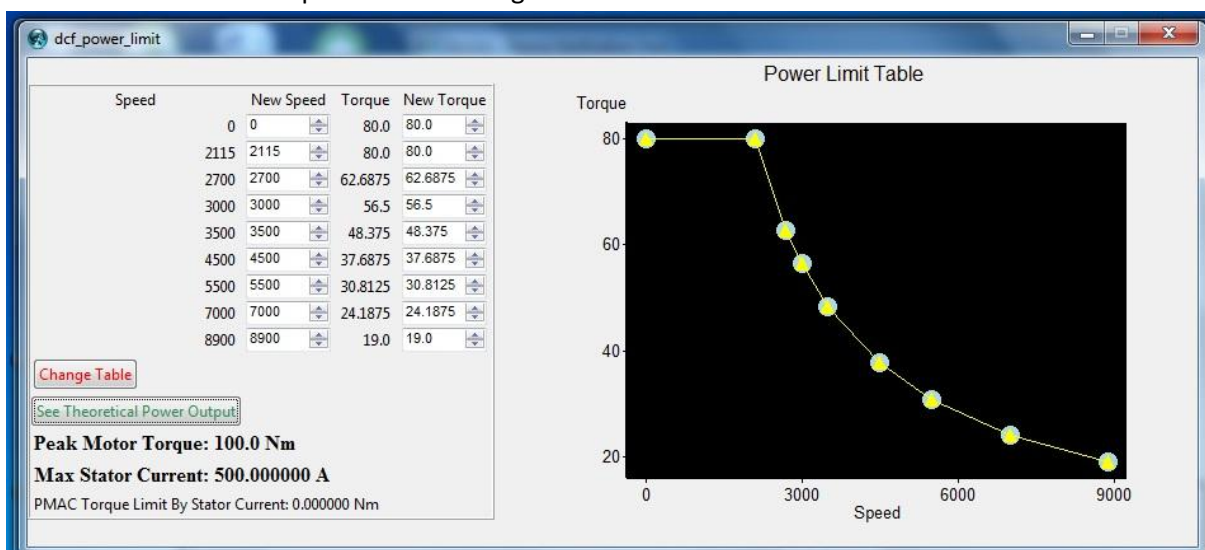 dcf_power_limit
Power Limit Table
Speed New Speed Torque New Torque
0 0 80.0 80.0
2115 2115 80.0 80.0
2700 2700 62.6875 62.6875
3000 3000 56.5 56.5
3500 3500 48.375 48.375
4500 4500 37.6875 37.6875
5500 5500 30.8125 30.8125
7000 7000 24.1875 24.1875
8900 8900 19.0 19.0
Change Table
See Theoretical Power Output
Peak Motor Torque: 100.0 Nm
Max Stator Current: 500.000000 A
PMAC Torque Limit By Stator Current: 0.000000 Nm
Torque
80
60
40
20
0 3000 6000 9000
Speed